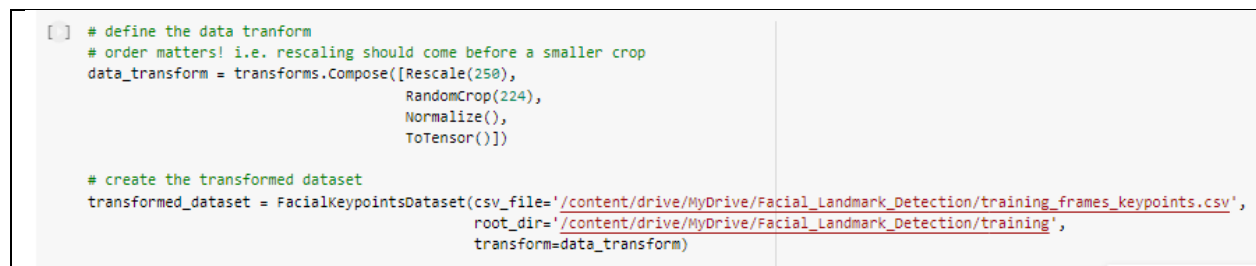 [ ] # define the data tranform
# order matters! i.e. rescaling should come before a smaller crop
data_transform = transforms.Compose([Rescale(250),
RandomCrop(224),
Normalize(),
ToTensor()])
# create the transformed dataset
transformed_dataset = FacialKeypointsDataset(csv_file='/content/drive/MyDrive/Facial_Landmark_Detection/training_frames_keypoints.csv',
root_dir='/content/drive/MyDrive/Facial_Landmark_Detection/training',
transform=data_transform)